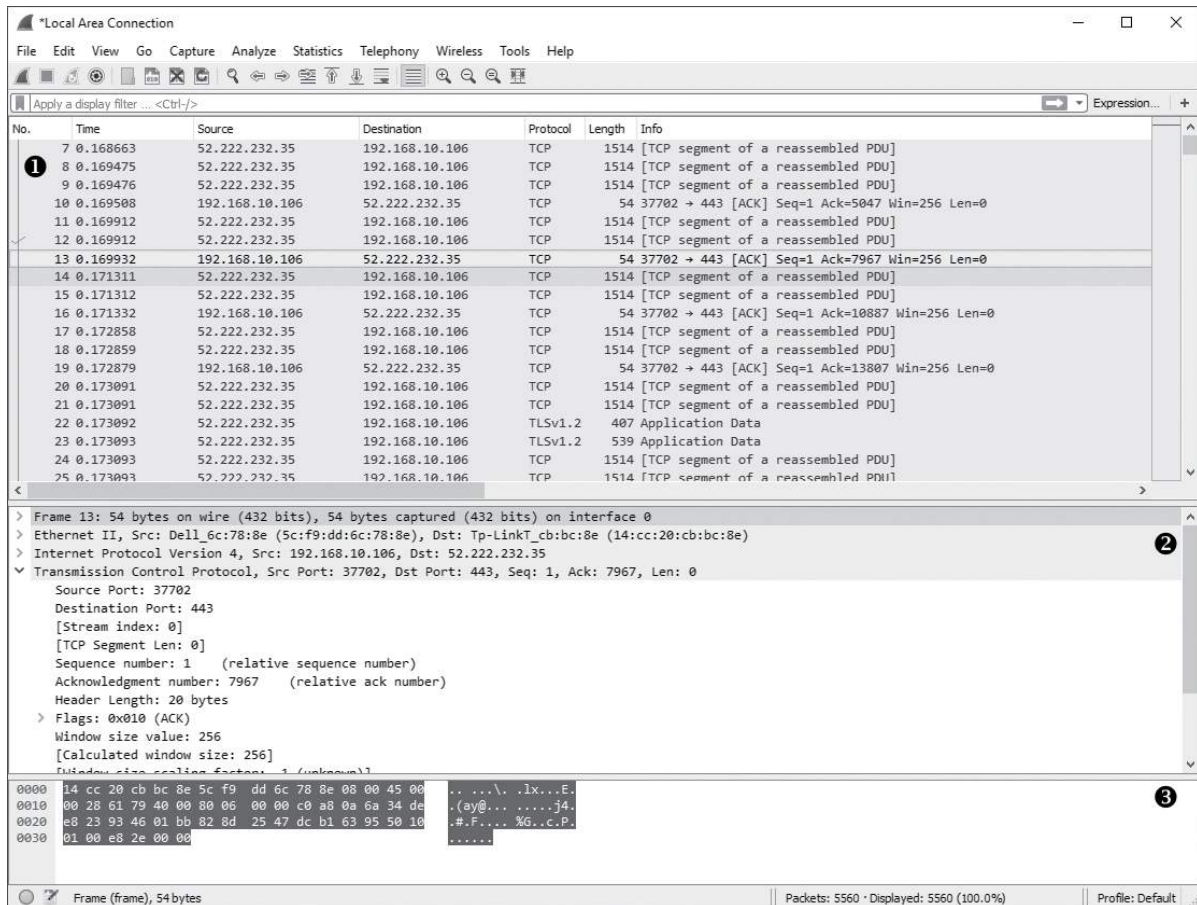 *Local Area Connection
File Edit View Go Capture Analyze Statistics Telephony Wireless Tools Help
Apply a display filter ... <Ctrl-/> Expression... +
No. Time Source Destination Protocol Length Info
❶
7 0.168663 52.222.232.35 192.168.10.106 TCP 1514 [TCP segment of a reassembled PDU]
8 0.169475 52.222.232.35 192.168.10.106 TCP 1514 [TCP segment of a reassembled PDU]
9 0.169476 52.222.232.35 192.168.10.106 TCP 1514 [TCP segment of a reassembled PDU]
10 0.169508 192.168.10.106 52.222.232.35 TCP 54 37702 → 443 [ACK] Seq=1 Ack=5047 Win=256 Len=0
11 0.169912 52.222.232.35 192.168.10.106 TCP 1514 [TCP segment of a reassembled PDU]
12 0.169912 52.222.232.35 192.168.10.106 TCP 1514 [TCP segment of a reassembled PDU]
13 0.169932 192.168.10.106 52.222.232.35 TCP 54 37702 → 443 [ACK] Seq=1 Ack=7967 Win=256 Len=0
14 0.171311 52.222.232.35 192.168.10.106 TCP 1514 [TCP segment of a reassembled PDU]
15 0.171312 52.222.232.35 192.168.10.106 TCP 1514 [TCP segment of a reassembled PDU]
16 0.171332 192.168.10.106 52.222.232.35 TCP 54 37702 → 443 [ACK] Seq=1 Ack=10887 Win=256 Len=0
17 0.172858 52.222.232.35 192.168.10.106 TCP 1514 [TCP segment of a reassembled PDU]
18 0.172859 52.222.232.35 192.168.10.106 TCP 1514 [TCP segment of a reassembled PDU]
19 0.172879 192.168.10.106 52.222.232.35 TCP 54 37702 → 443 [ACK] Seq=1 Ack=13807 Win=256 Len=0
20 0.173091 52.222.232.35 192.168.10.106 TCP 1514 [TCP segment of a reassembled PDU]
21 0.173091 52.222.232.35 192.168.10.106 TCP 1514 [TCP segment of a reassembled PDU]
22 0.173092 52.222.232.35 192.168.10.106 TLSv1.2 407 Application Data
23 0.173093 52.222.232.35 192.168.10.106 TLSv1.2 539 Application Data
24 0.173093 52.222.232.35 192.168.10.106 TCP 1514 [TCP segment of a reassembled PDU]
25 0.173093 52.222.232.35 192.168.10.106 TCP 1514 [TCP segment of a reassembled PDU]
❷
Frame 13: 54 bytes on wire (432 bits), 54 bytes captured (432 bits) on interface 0
Ethernet II, Src: Dell_6c:78:8e (5c:f9:dd:6c:78:8e), Dst: Tp-LinkT_cb:bc:8e (14:cc:20:cb:bc:8e)
Internet Protocol Version 4, Src: 192.168.10.106, Dst: 52.222.232.35
Transmission Control Protocol, Src Port: 37702, Dst Port: 443, Seq: 1, Ack: 7967, Len: 0
Source Port: 37702
Destination Port: 443
[Stream index: 0]
[TCP Segment Len: 0]
Sequence number: 1 (relative sequence number)
Acknowledgment number: 7967 (relative ack number)
Header Length: 20 bytes
Flags: 0x010 (ACK)
Window size value: 256
[Calculated window size: 256]
[Window size scaling factor: -1 (unknown)]
❸
0000 14 cc 20 cb bc 8e 5c f9 dd 6c 78 8e 08 00 45 00 .. ...\. .lx...E.
0010 00 28 61 79 40 00 80 06 00 00 c0 a8 0a 6a 34 de .(ay@... .....j4.
0020 e8 23 93 46 01 bb 82 8d 25 47 dc b1 63 95 50 10 .#.F.... %G..c.P.
0030 01 00 e8 2e 00 00 ......
Frame (frame), 54 bytes Packets: 5560 · Displayed: 5560 (100.0%) Profile: Default